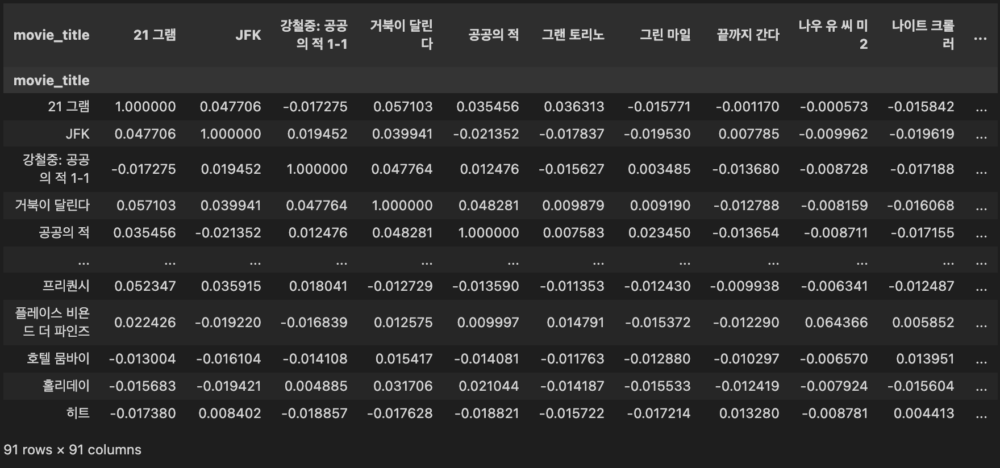 movie_title 21 그램 JFK 강철중: 공공의 적 1-1 거북이 달린다 공공의 적 그랜 토리노 그린 마일 끝까지 간다 나우 유 씨 미 2 나이트 크롤러 ...
movie_title
21 그램 1.000000 0.047706 -0.017275 0.057103 0.035456 0.036313 -0.015771 -0.001170 -0.000573 -0.015842 ...
JFK 0.047706 1.000000 0.019452 0.039941 -0.021352 -0.017837 -0.019530 0.007785 -0.009962 -0.019619 ...
강철중: 공공의 적 1-1 -0.017275 0.019452 1.000000 0.047764 0.012476 -0.015627 0.003485 -0.013680 -0.008728 -0.017188 ...
거북이 달린다 0.057103 0.039941 0.047764 1.000000 0.048281 0.009879 0.009190 -0.012788 -0.008159 -0.016068 ...
공공의 적 0.035456 -0.021352 0.012476 0.048281 1.000000 0.007583 0.023450 -0.013654 -0.008711 -0.017155 ...
... ... ... ... ... ... ... ... ... ... ... ...
프리퀀시 0.052347 0.035915 0.018041 -0.012729 -0.013590 -0.011353 -0.012430 -0.009938 -0.006341 -0.012487 ...
플레이스 비욘드 더 파인즈 0.022426 -0.019220 -0.016839 0.012575 0.009997 0.014791 -0.015372 -0.012290 0.064366 0.005852 ...
호텔 뭄바이 -0.013004 -0.016104 -0.014108 0.015417 -0.014081 -0.011763 -0.012880 -0.010297 -0.006570 0.013951 ...
홀리데이 -0.015683 -0.019421 0.004885 0.031706 0.021044 -0.014187 -0.015533 -0.012419 -0.007924 -0.015604 ...
히트 -0.017380 0.008402 -0.018857 -0.017628 -0.018821 -0.015722 -0.017214 0.013280 -0.008781 0.004413 ...
91 rows × 91 columns